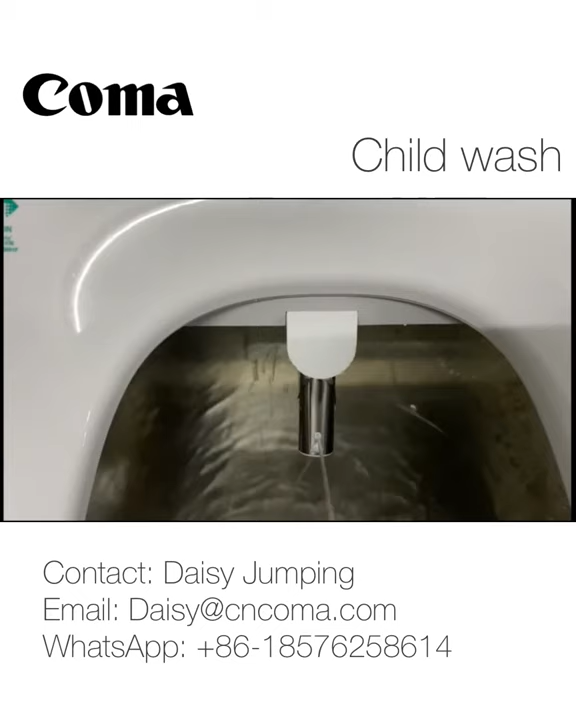 Coma
Child wash
Contact: Daisy Jumping
Email: Daisy@cncoma.com
WhatsApp: +86-18576258614